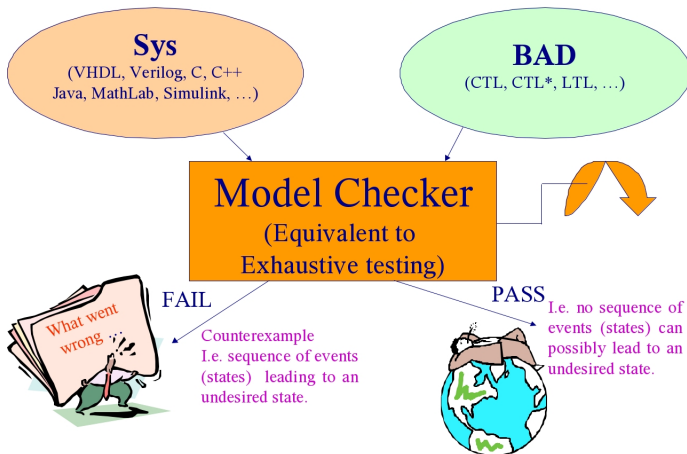 Sys
(VHDL, Verilog, C, C++
Java, MathLab, Simulink, …)
BAD
(CTL, CTL*, LTL, …)
Model Checker
(Equivalent to
Exhaustive testing)
FAIL
What went
wrong
Counterexample
I.e. sequence of events
(states) leading to an
undesired state.
PASS
I.e. no sequence of
events (states) can
possibly lead to an
undesired state.